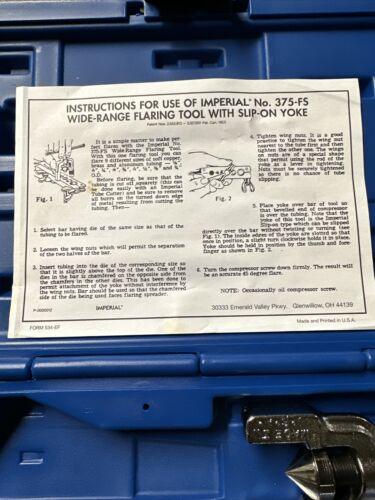 INSTRUCTIONS FOR USE OF IMPERIAL® No. 375-FS
WIDE-RANGE FLARING TOOL WITH SLIP-ON YOKE
It is a simple matter to make per-
fect flares with the Imperial No.
375-FS Wide-Range Flaring Tool.
With this one flaring tool you can
flare 9 different sizes of soft copper,
brass and aluminum tubing —
O.D.
Before flaring, be sure that the
tubing is cut off squarely (this can
be done easily with an Imperial
Tube Cutter) and be sure to remove
all burrs on the turned down edge
of metal resulting from cutting the
tubing. Then—
Fig. 1
1. Select bar having die of the same size as that of the
tubing to be flared.
2. Loosen the wing nuts which will permit the separation
of the two halves of the bar.
3. Insert tubing into the die of the corresponding size so
that it is slightly above the top of the die. One of the
dies in the bar is chamfered on the opposite side from
the chambers in the other dies. This has been done to
permit attachment of the yoke without interference by
the wing nuts. Bar should be used so that the chamfered
side of the die being used faces flaring spreader.
4. Tighten wing nuts. It is a good
practice to tighten the wing nut
nearest to the tube first and then
tighten the other one. The wings
or nuts are of a special shape
that permit using the rod of the
yoke as a lever in tightening.
Nuts must be securely tightened
so there is no chance of tube
slipping.
Fig. 2
5. Place yoke over bar of tool so
that bevelled end of compressor
is over the tubing. Note that the
yoke of this tool is the Imperial
Slip-on type which can be slipped
directly over the bar without twisting or turning (see
Fig. 1). The inside edges of the yoke are slotted so that
once in position, a slight turn clockwise holds it in place.
Yoke should be held in position by the thumb and fore-
finger as shown in Fig. 2.
6. Turn the compressor screw down firmly. The result will
be an accurate 45 degree flare.
NOTE: Occasionally oil compressor screw.
P-0000012
IMPERIAL®
30333 Emerald Valley Pkwy., Glenwillow, OH 44139
FORM 534-EF
Made and Printed in U.S.A.